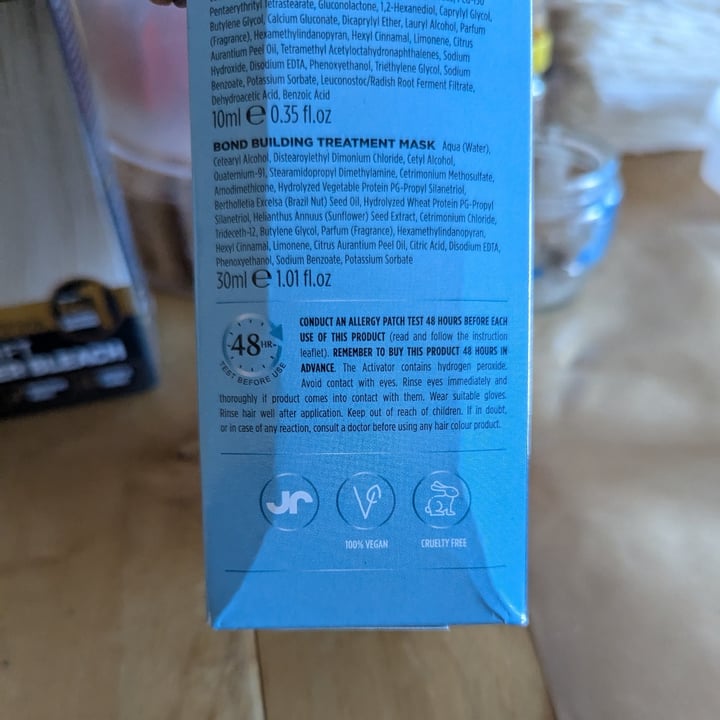 Pentaerythrityl Tetrastearate, Gluconolactone, 1,2-Hexanediol, Caprylyl Glycol,
Butylene Glycol, Calcium Gluconate, Dicaprylyl Ether, Lauryl Alcohol, Parfum
(Fragrance), Hexamethylindanopyran, Hexyl Cinnamal, Limonene, Citrus
Aurantium Peel Oil, Tetramethyl Acetyloctahydronaphthalenes, Sodium
Hydroxide, Disodium EDTA, Phenoxyethanol, Triethylene Glycol, Sodium
Benzoate, Potassium Sorbate, Leuconostoc/Radish Root Ferment Filtrate,
Dehydroacetic Acid, Benzoic Acid
10ml e 0.35 fl.oz
BOND BUILDING TREATMENT MASK Aqua (Water),
Cetearyl Alcohol, Distearoylethyl Dimonium Chloride, Cetyl Alcohol,
Quaternium-91, Stearamidopropyl Dimethylamine, Cetrimonium Methosulfate,
Amodimethicone, Hydrolyzed Vegetable Protein PG-Propyl Silanetriol,
Bertholletia Excelsa (Brazil Nut) Seed Oil, Hydrolyzed Wheat Protein PG-Propyl
Silanetriol, Helianthus Annuus (Sunflower) Seed Extract, Cetrimonium Chloride,
Trideceth-12, Butylene Glycol, Parfum (Fragrance), Hexamethylindanopyran,
Hexyl Cinnamal, Limonene, Citrus Aurantium Peel Oil, Citric Acid, Disodium EDTA,
Phenoxyethanol, Sodium Benzoate, Potassium Sorbate
30ml e 1.01 fl.oz
48HR
TEST BEFORE USE
CONDUCT AN ALLERGY PATCH TEST 48 HOURS BEFORE EACH
USE OF THIS PRODUCT (read and follow the instruction
leaflet). REMEMBER TO BUY THIS PRODUCT 48 HOURS IN
ADVANCE. The Activator contains hydrogen peroxide.
Avoid contact with eyes. Rinse eyes immediately and
thoroughly if product comes into contact with them. Wear suitable gloves.
Rinse hair well after application. Keep out of reach of children. If in doubt,
or in case of any reaction, consult a doctor before using any hair colour product.
Jr
V
100% VEGAN
CRUELTY FREE
BLEACH